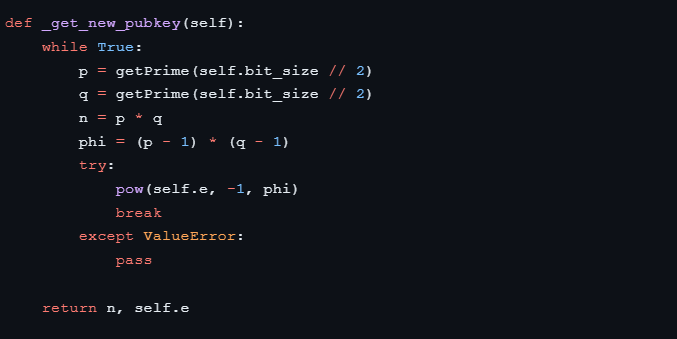 def _get_new_pubkey(self):
    while True:
        p = getPrime(self.bit_size // 2)
        q = getPrime(self.bit_size // 2)
        n = p * q
        phi = (p - 1) * (q - 1)
        try:
            pow(self.e, -1, phi)
            break
        except ValueError:
            pass

    return n, self.e